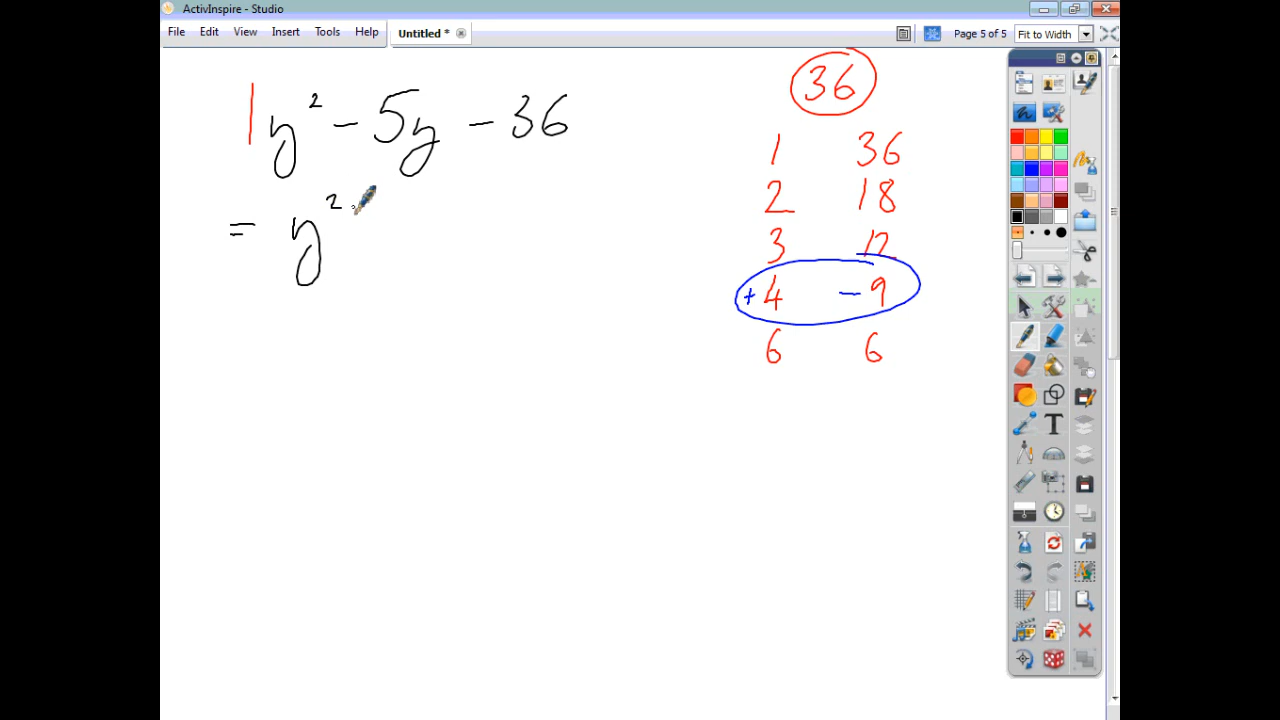 ActivInspire - Studio
File Edit View Insert Tools Help Untitled * Page 5 of 5 Fit to Width
1y² - 5y - 36
= y²
36
1 36
2 18
3 12
+4 -9
6 6